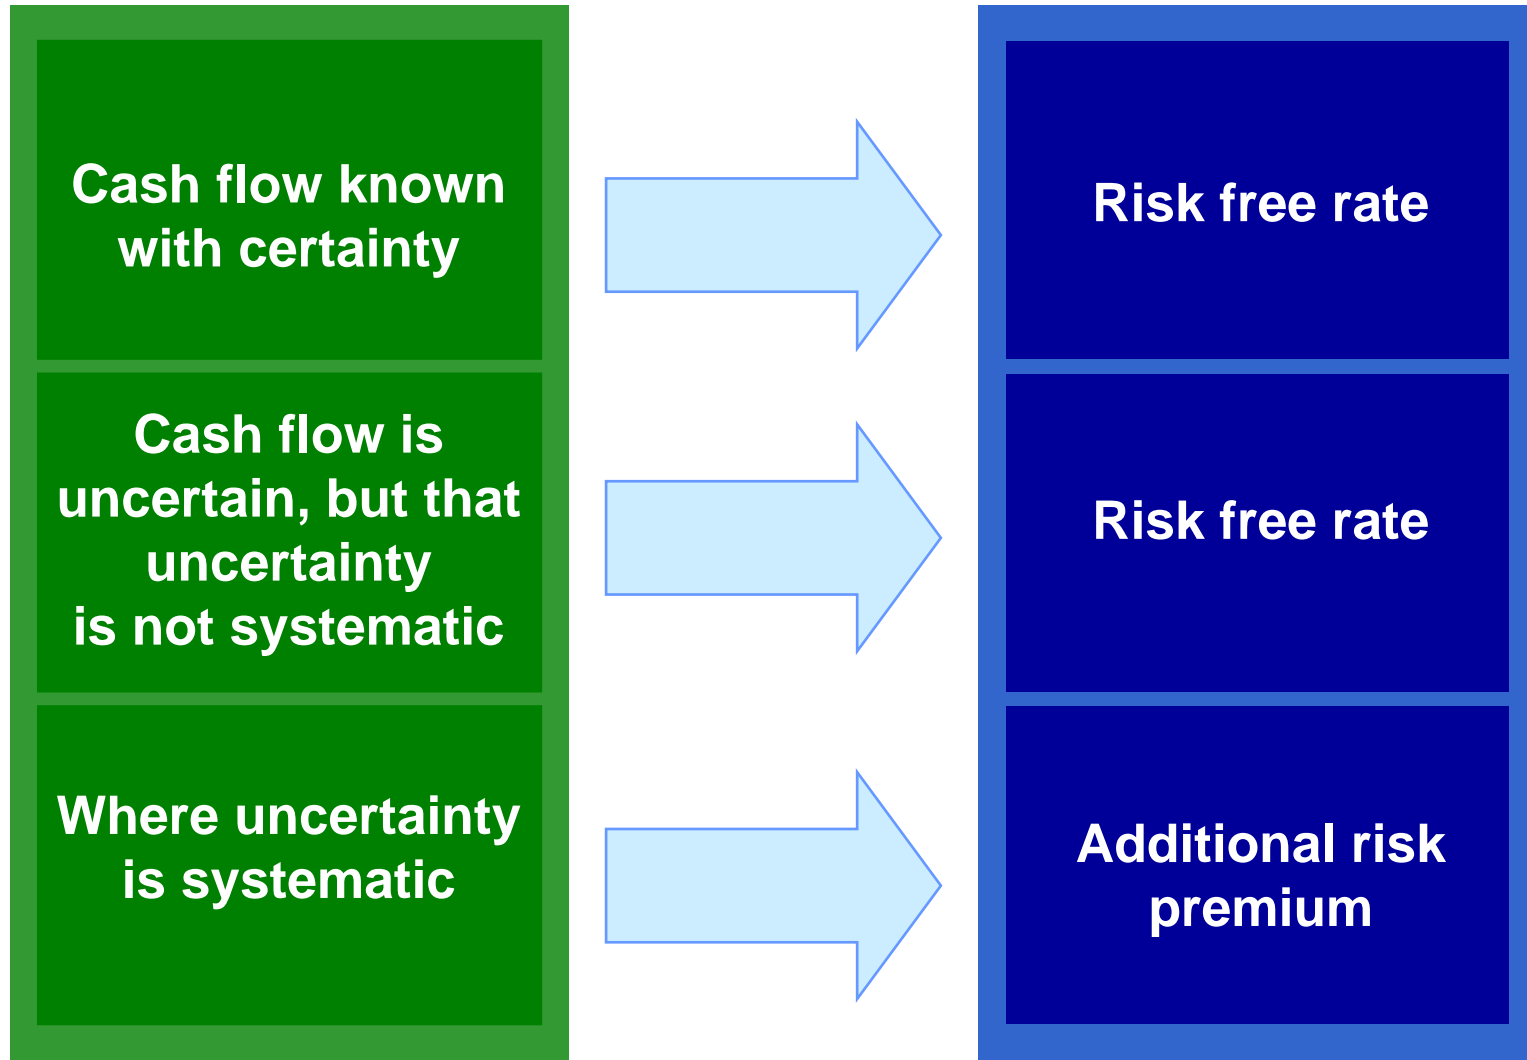 Cash flow known
with certainty
Risk free rate
Cash flow is
uncertain, but that
uncertainty
is not systematic
Risk free rate
Where uncertainty
is systematic
Additional risk
premium